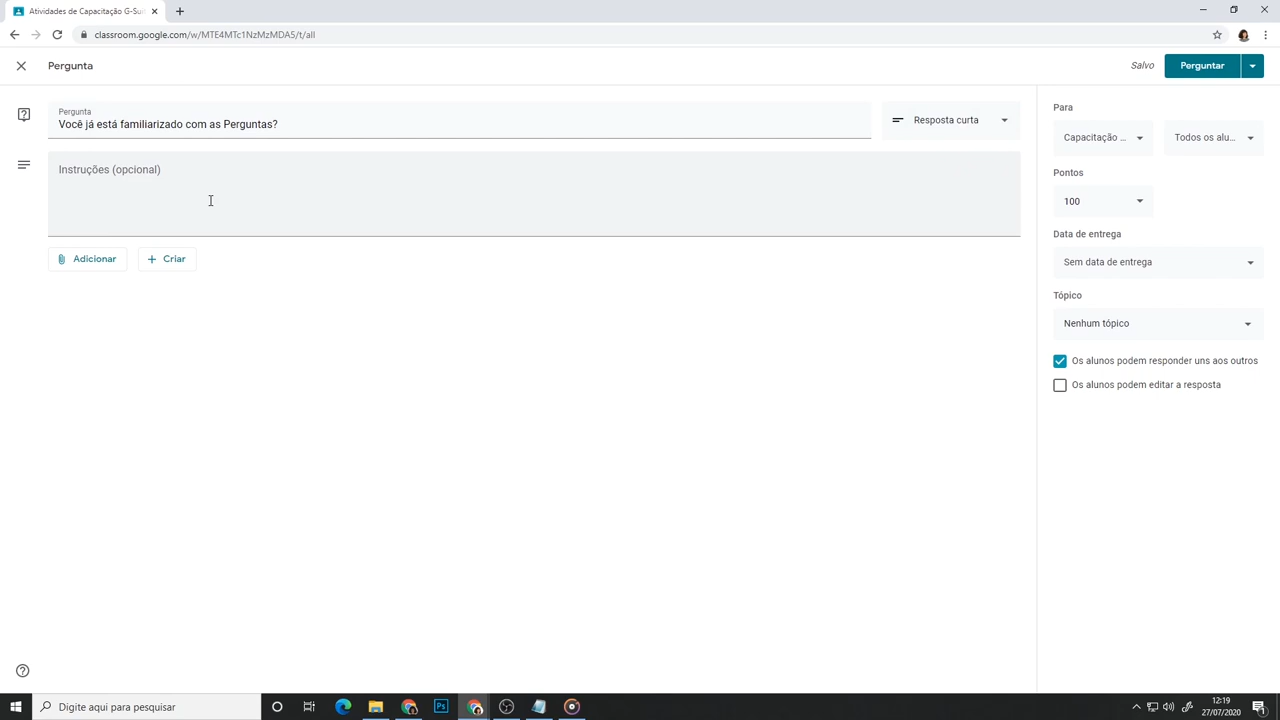 Atividades de Capacitação G-Sui
classroom.google.com/w/MTE4MTc1NzMzMDA5/t/all
Pergunta
Salvo
Perguntar
Pergunta
Você já está familiarizado com as Perguntas?
Resposta curta
Instruções (opcional)
Adicionar
Criar
Para
Capacitação ...
Todos os alu...
Pontos
100
Data de entrega
Sem data de entrega
Tópico
Nenhum tópico
Os alunos podem responder uns aos outros
Os alunos podem editar a resposta
Digite aqui para pesquisar
Ps
12:19
27/07/2020
1